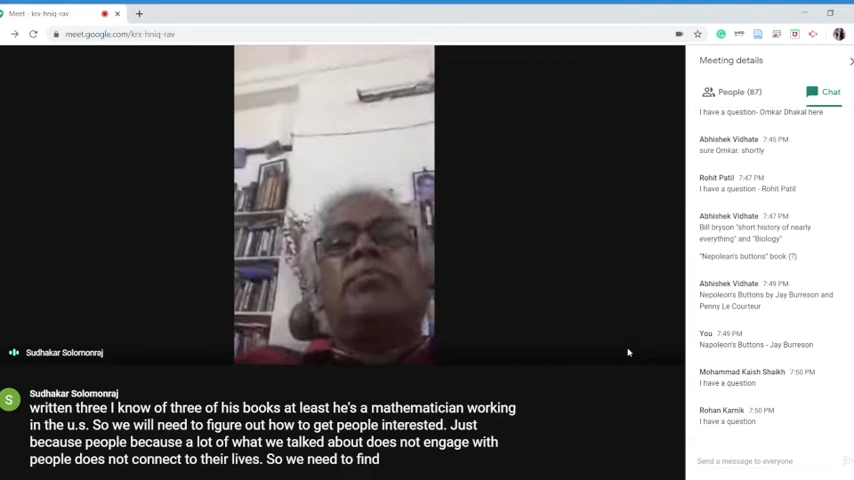 Meet - krx-hniq-rav
meet.google.com/krx-hniq-rav
Meeting details
People (87)
Chat
I have a question- Omkar Dhakal here
Abhishek Vidhate 7:45 PM
sure Omkar. shortly
Rohit Patil 7:47 PM
I have a question - Rohit Patil
Abhishek Vidhate 7:47 PM
Bill bryson "short history of nearly
everything" and "Biology"
"Nepolean's buttons" book (?)
Abhishek Vidhate 7:49 PM
Nepoleon's Buttons by Jay Burreson and
Penny Le Courteur
You 7:49 PM
Napoleon's Buttons - Jay Burreson
Mohammad Kaish Shaikh 7:50 PM
I have a question
Rohan Karnik 7:50 PM
I have a question
Send a message to everyone
Sudhakar Solomonraj
S
Sudhakar Solomonraj
written three I know of three of his books at least he's a mathematician working
in the u.s. So we will need to figure out how to get people interested. Just
because people because a lot of what we talked about does not engage with
people does not connect to their lives. So we need to find